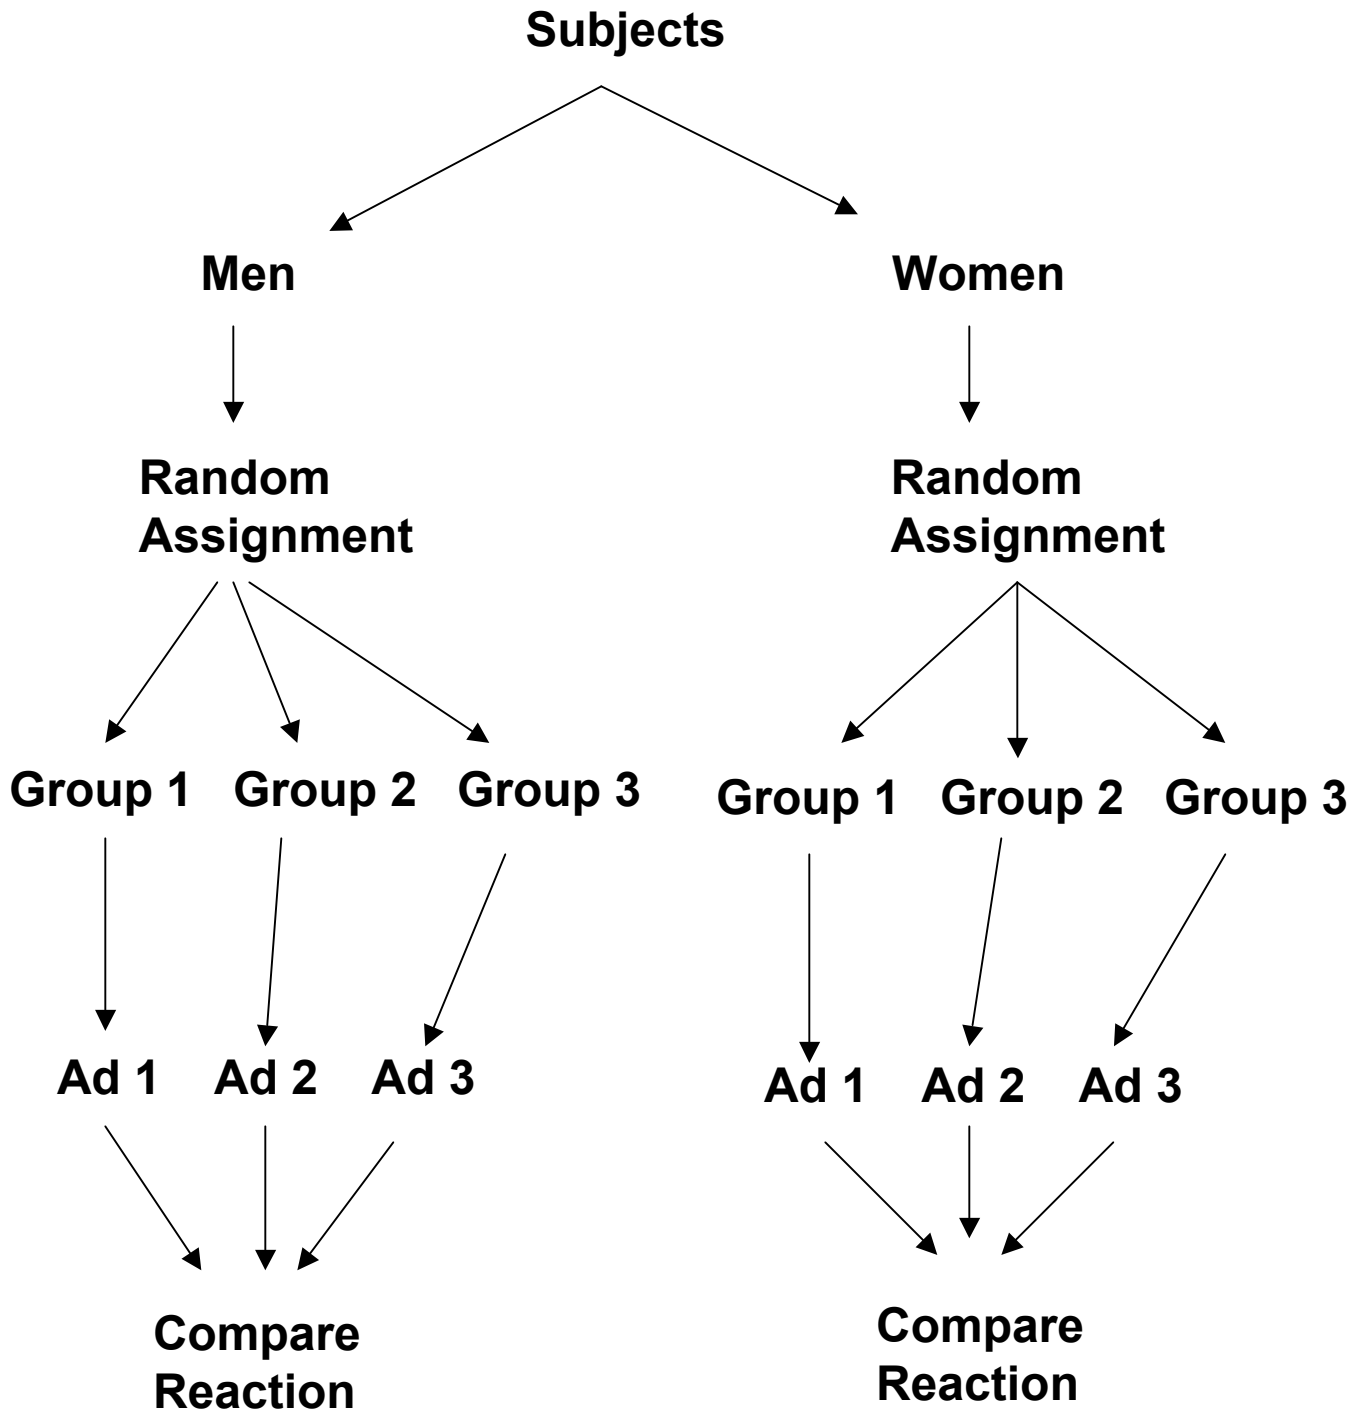 Subjects
Men
Women
Random
Assignment
Random
Assignment
Group 1 Group 2 Group 3
Group 1 Group 2 Group 3
Ad 1 Ad 2 Ad 3
Ad 1 Ad 2 Ad 3
Compare
Reaction
Compare
Reaction